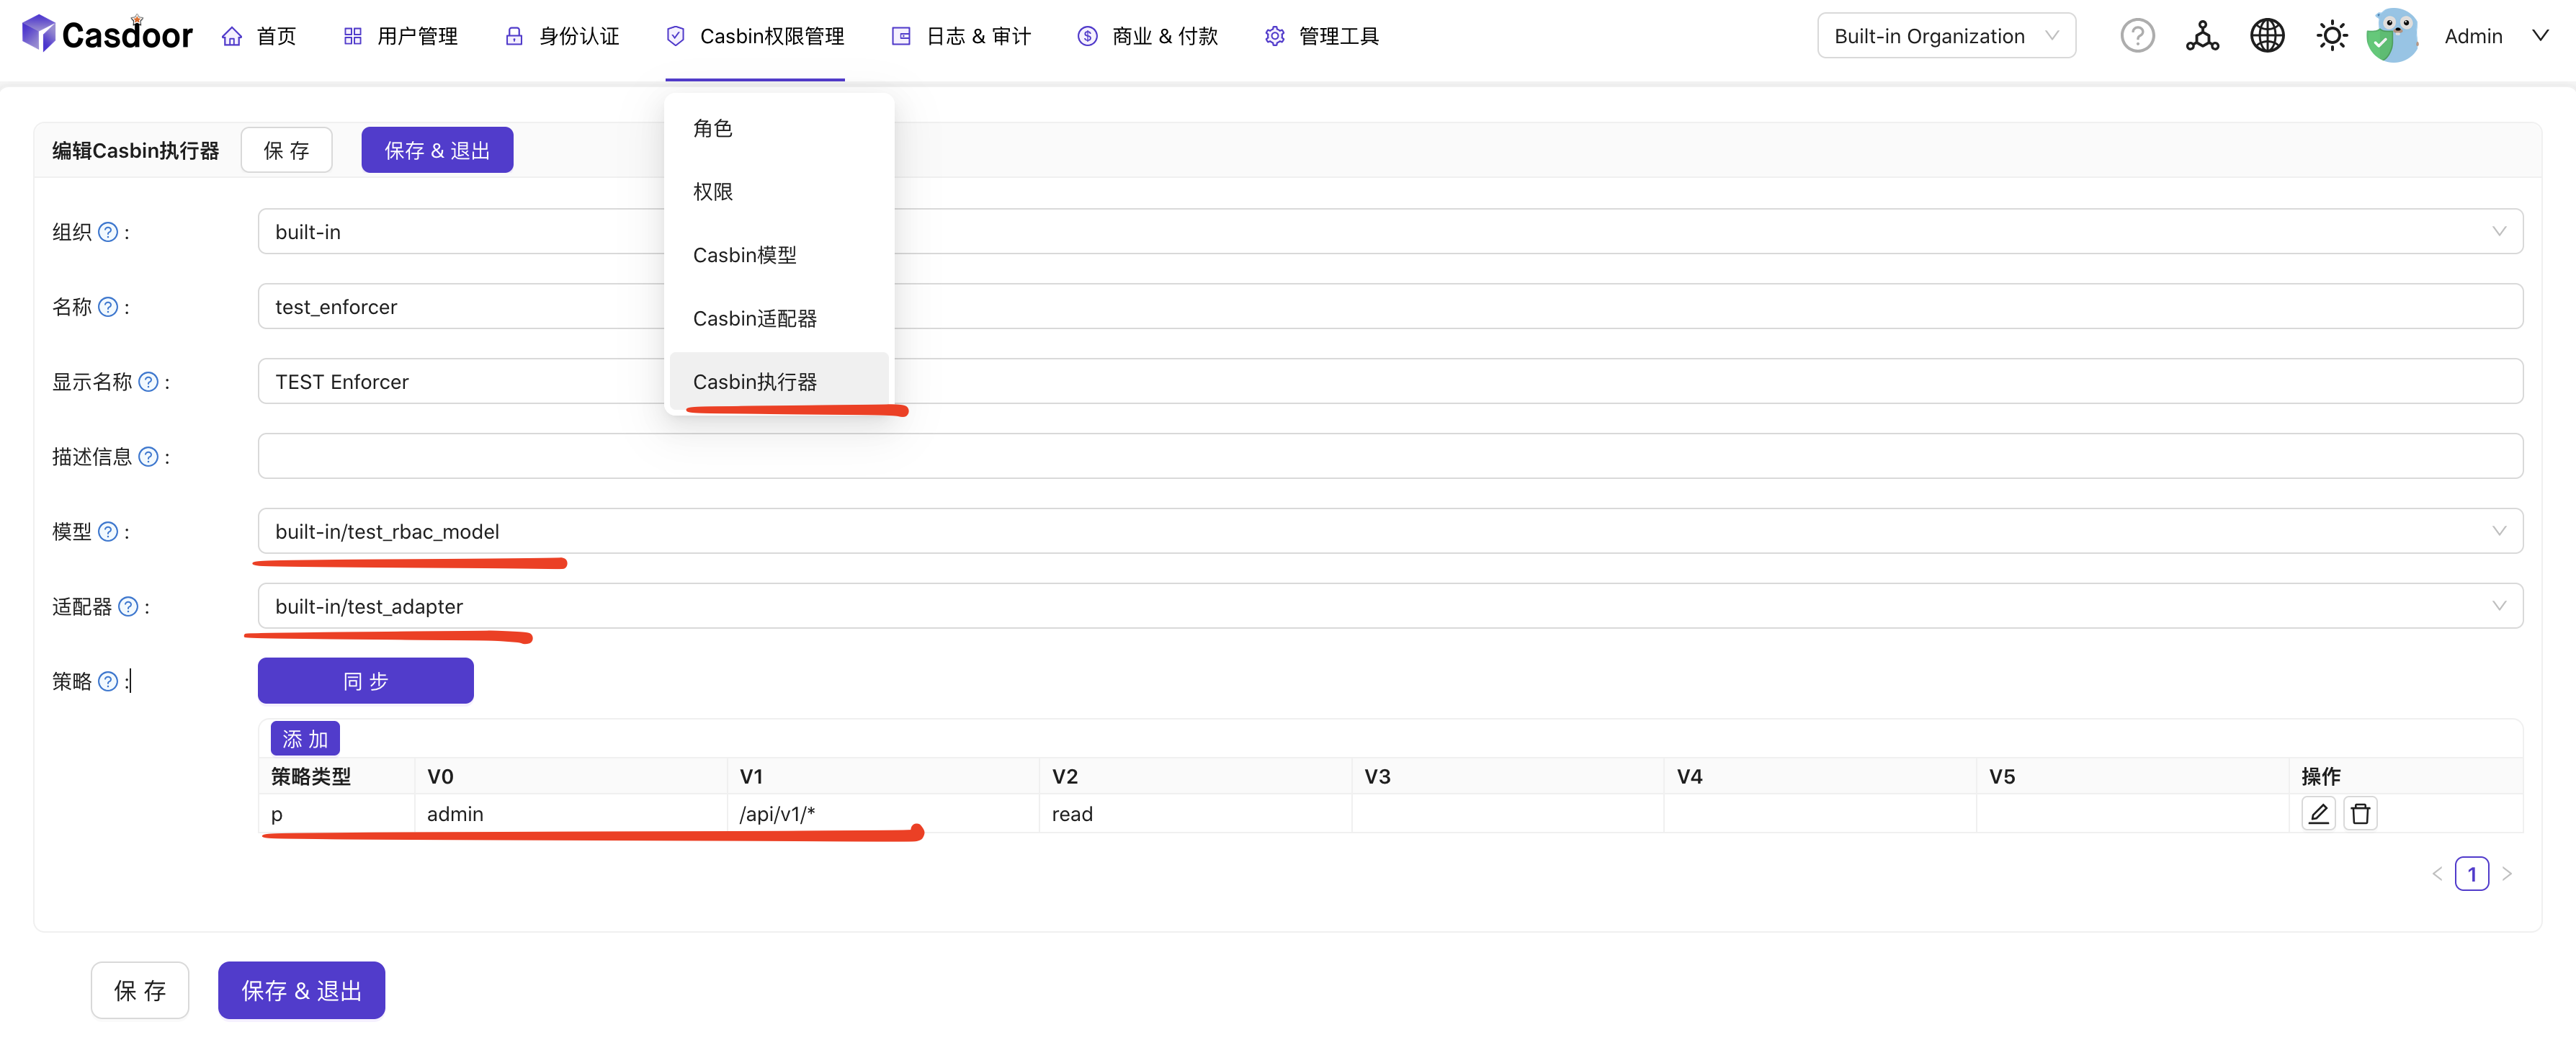 Casdoor 首页 用户管理 身份认证 Casbin权限管理 日志 & 审计 商业 & 付款 管理工具 Built-in Organization Admin
角色
权限
Casbin模型
Casbin适配器
Casbin执行器
编辑Casbin执行器 保 存 保存 & 退出
组织 ? : built-in
名称 ? : test_enforcer
显示名称 ? : TEST Enforcer
描述信息 ? :
模型 ? : built-in/test_rbac_model
适配器 ? : built-in/test_adapter
策略 ? : 同 步
添 加
策略类型 V0 V1 V2 V3 V4 V5 操作
p admin /api/v1/* read
< 1 >
保 存 保存 & 退出